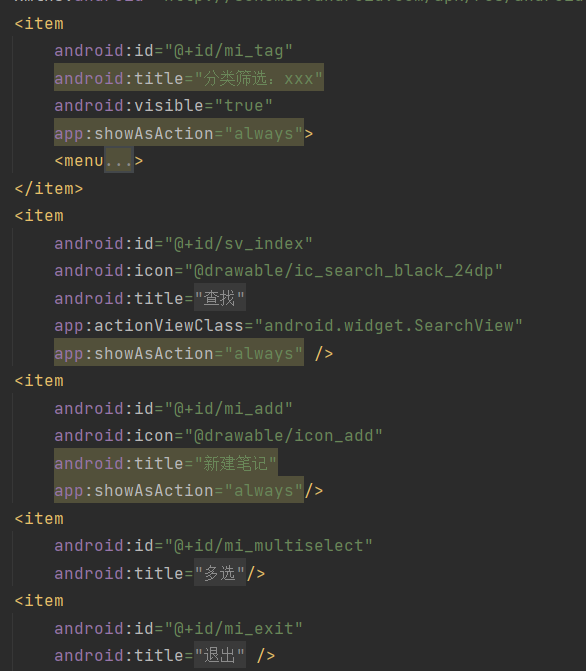 <item
android:id="@+id/mi_tag"
android:title="分类筛选：xxx"
android:visible="true"
app:showAsAction="always">
<menu...>
</item>
<item
android:id="@+id/sv_index"
android:icon="@drawable/ic_search_black_24dp"
android:title="查找"
app:actionViewClass="android.widget.SearchView"
app:showAsAction="always" />
<item
android:id="@+id/mi_add"
android:icon="@drawable/icon_add"
android:title="新建笔记"
app:showAsAction="always"/>
<item
android:id="@+id/mi_multiselect"
android:title="多选"/>
<item
android:id="@+id/mi_exit"
android:title="退出" />